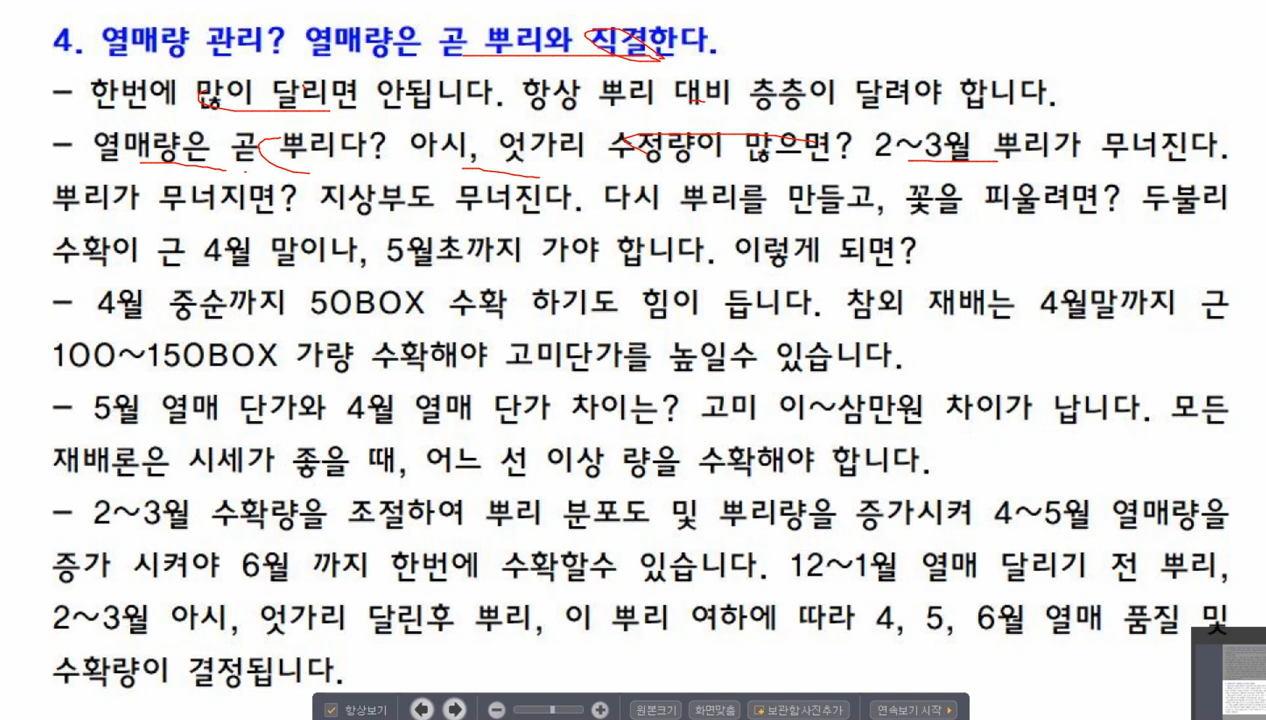 4. 열매량 관리? 열매량은 곧 뿌리와 직결한다.
- 한번에 많이 달리면 안됩니다. 항상 뿌리 대비 층층이 달려야 합니다.
- 열매량은 곧 뿌리다? 아시, 엇가리 수정량이 많으면? 2~3월 뿌리가 무너진다.
뿌리가 무너지면? 지상부도 무너진다. 다시 뿌리를 만들고, 꽃을 피울려면? 두불리
수확이 근 4월 말이나, 5월초까지 가야 합니다. 이렇게 되면?
- 4월 중순까지 50BOX 수확 하기도 힘이 듭니다. 참외 재배는 4월말까지 근
100~150BOX 가량 수확해야 고미단가를 높일수 있습니다.
- 5월 열매 단가와 4월 열매 단가 차이는? 고미 이~삼만원 차이가 납니다. 모든
재배론은 시세가 좋을 때, 어느 선 이상 량을 수확해야 합니다.
- 2~3월 수확량을 조절하여 뿌리 분포도 및 뿌리량을 증가시켜 4~5월 열매량을
증가 시켜야 6월 까지 한번에 수확할수 있습니다. 12~1월 열매 달리기 전 뿌리,
2~3월 아시, 엇가리 달린후 뿌리, 이 뿌리 여하에 따라 4, 5, 6월 열매 품질 및
수확량이 결정됩니다.
항상보기 원본크기 화면맞춤 보관함사진추가 연속보기 시작